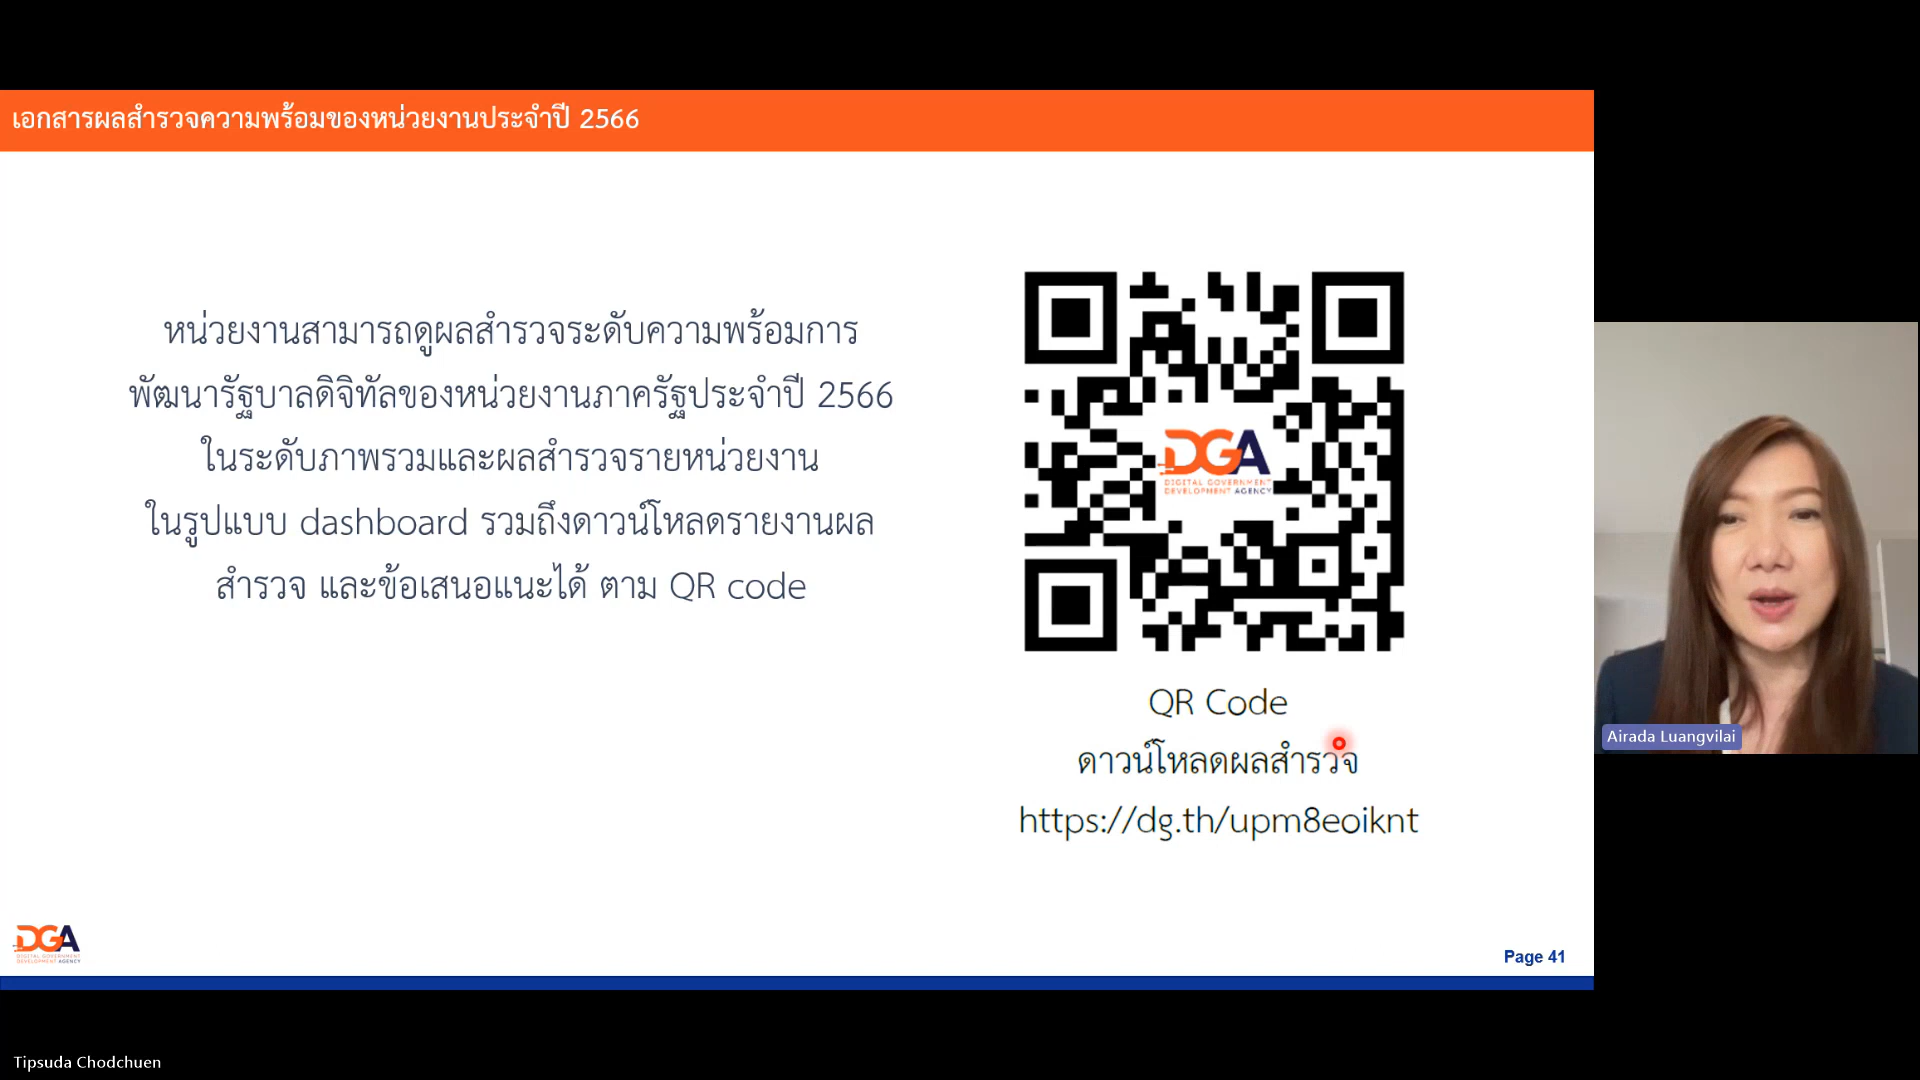 เอกสารผลสำรวจความพร้อมของหน่วยงานประจำปี 2566
หน่วยงานสามารถดูผลสำรวจระดับความพร้อมการ
พัฒนารัฐบาลดิจิทัลของหน่วยงานภาครัฐประจำปี 2566
ในระดับภาพรวมและผลสำรวจรายหน่วยงาน
ในรูปแบบ dashboard รวมถึงดาวน์โหลดรายงานผล
สำรวจ และข้อเสนอแนะได้ ตาม QR code
DGA
DIGITAL GOVERNMENT
DEVELOPMENT AGENCY
QR Code
ดาวน์โหลดผลสำรวจ
https://dg.th/upm8eoiknt
Airada Luangvilai
DGA
DIGITAL GOVERNMENT
DEVELOPMENT AGENCY
Page 41
Tipsuda Chodchuen